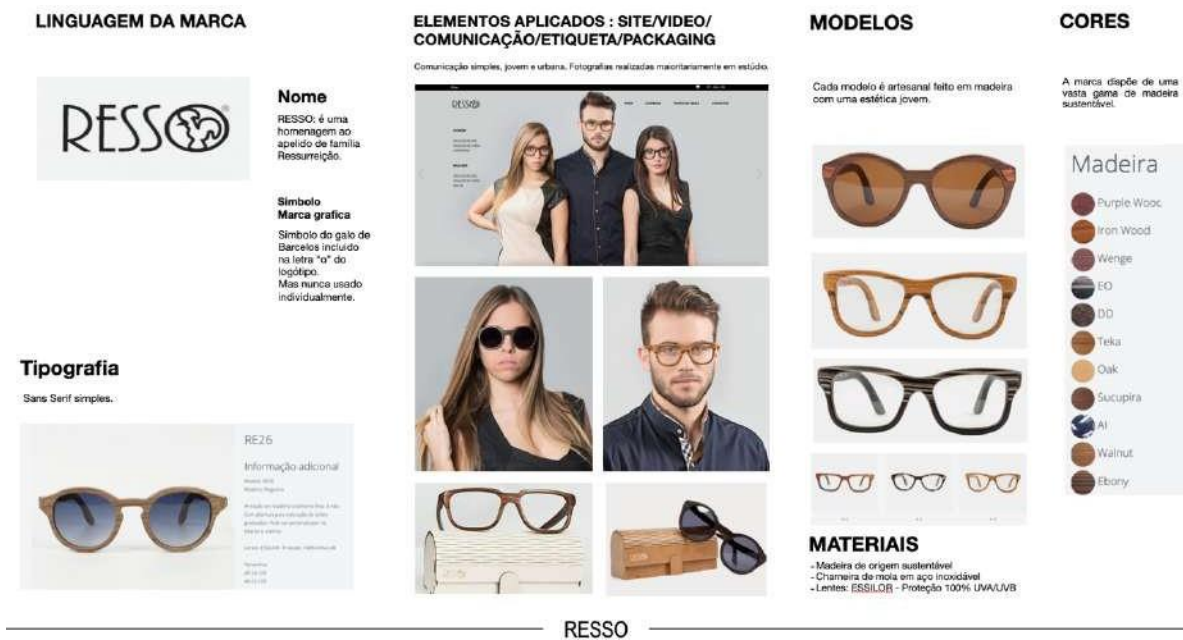 LINGUAGEM DA MARCA
RESSO®
Nome
RESSO: é uma
homenagem ao
apelido de família
Ressurreição.
Simbolo
Marca grafica
Simbolo do galo de
Barcelos incluido
na letra "o" do
logótipo.
Mas nunca usado
individualmente.
Tipografia
Sans Serif simples.
RE26
Informação adicional
ELEMENTOS APLICADOS : SITE/VIDEO/
COMUNICAÇÃO/ETIQUETA/PACKAGING
Comunicação simples, jovem e urbana. Fotografias realizadas maioritariamente em estúdio.
RESSO
MODELOS
Cada modelo é artesanal feito em madeira
com uma estética jovem.
MATERIAIS
- Madeira de origem sustentável
- Charneira de mola em aço inoxidável
- Lentes: ESSILOR - Proteção 100% UVA/UVB
CORES
A marca dispõe de uma
vasta gama de madeira
sustentável.
Madeira
Purple Wooc
Iron Wood
Wenge
EO
DD
Teka
Oak
Sucupira
AI
Walnut
Ebony
RESSO